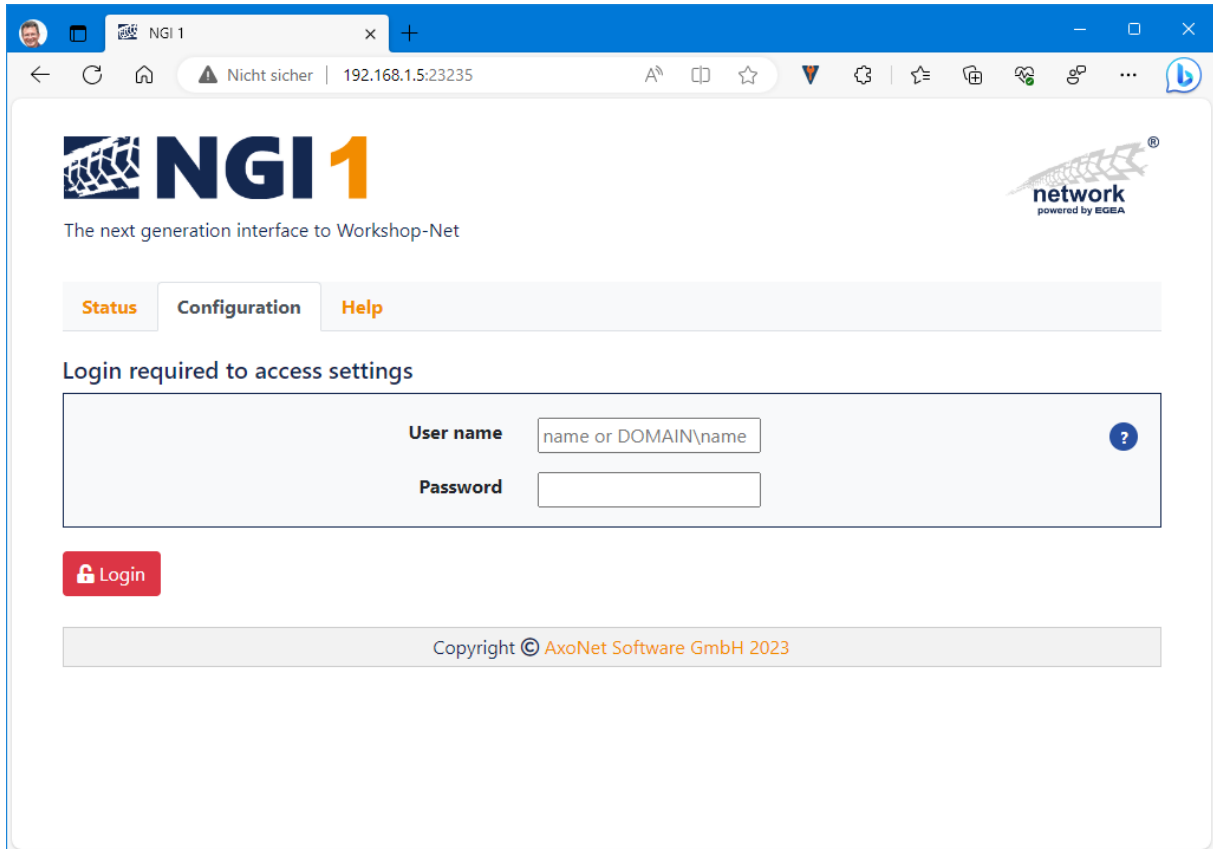 NGI 1
Nicht sicher 192.168.1.5:23235
NGI 1
The next generation interface to Workshop-Net
network®
powered by EGEA
Status Configuration Help
Login required to access settings
User name name or DOMAIN\name ?
Password
Login
Copyright © AxoNet Software GmbH 2023